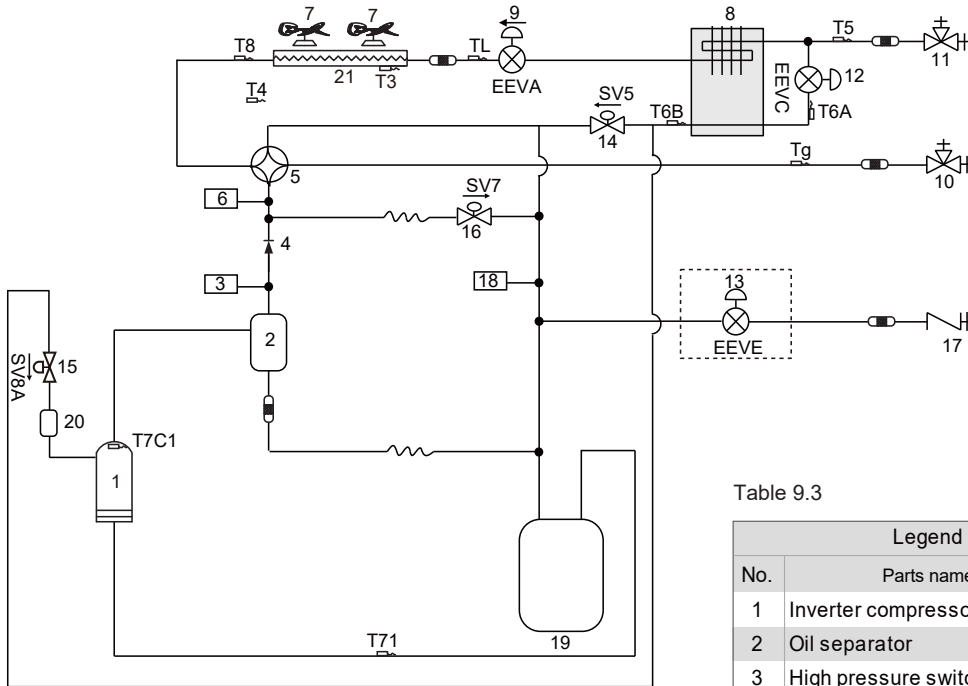 7
7
9
8
T8
TL
T5
21
T3
EEVA
11
T4
EEVC
12
SV5
T6B
T6A
14
Tg
5
10
6
SV7
16
4
3
18
13
2
EEVE
17
SV8A
15
20
T7C1
1
Table 9.3
Legend
No.
Parts name
1 Inverter compresso
2 Oil separator
3 High pressure switc
T71
19